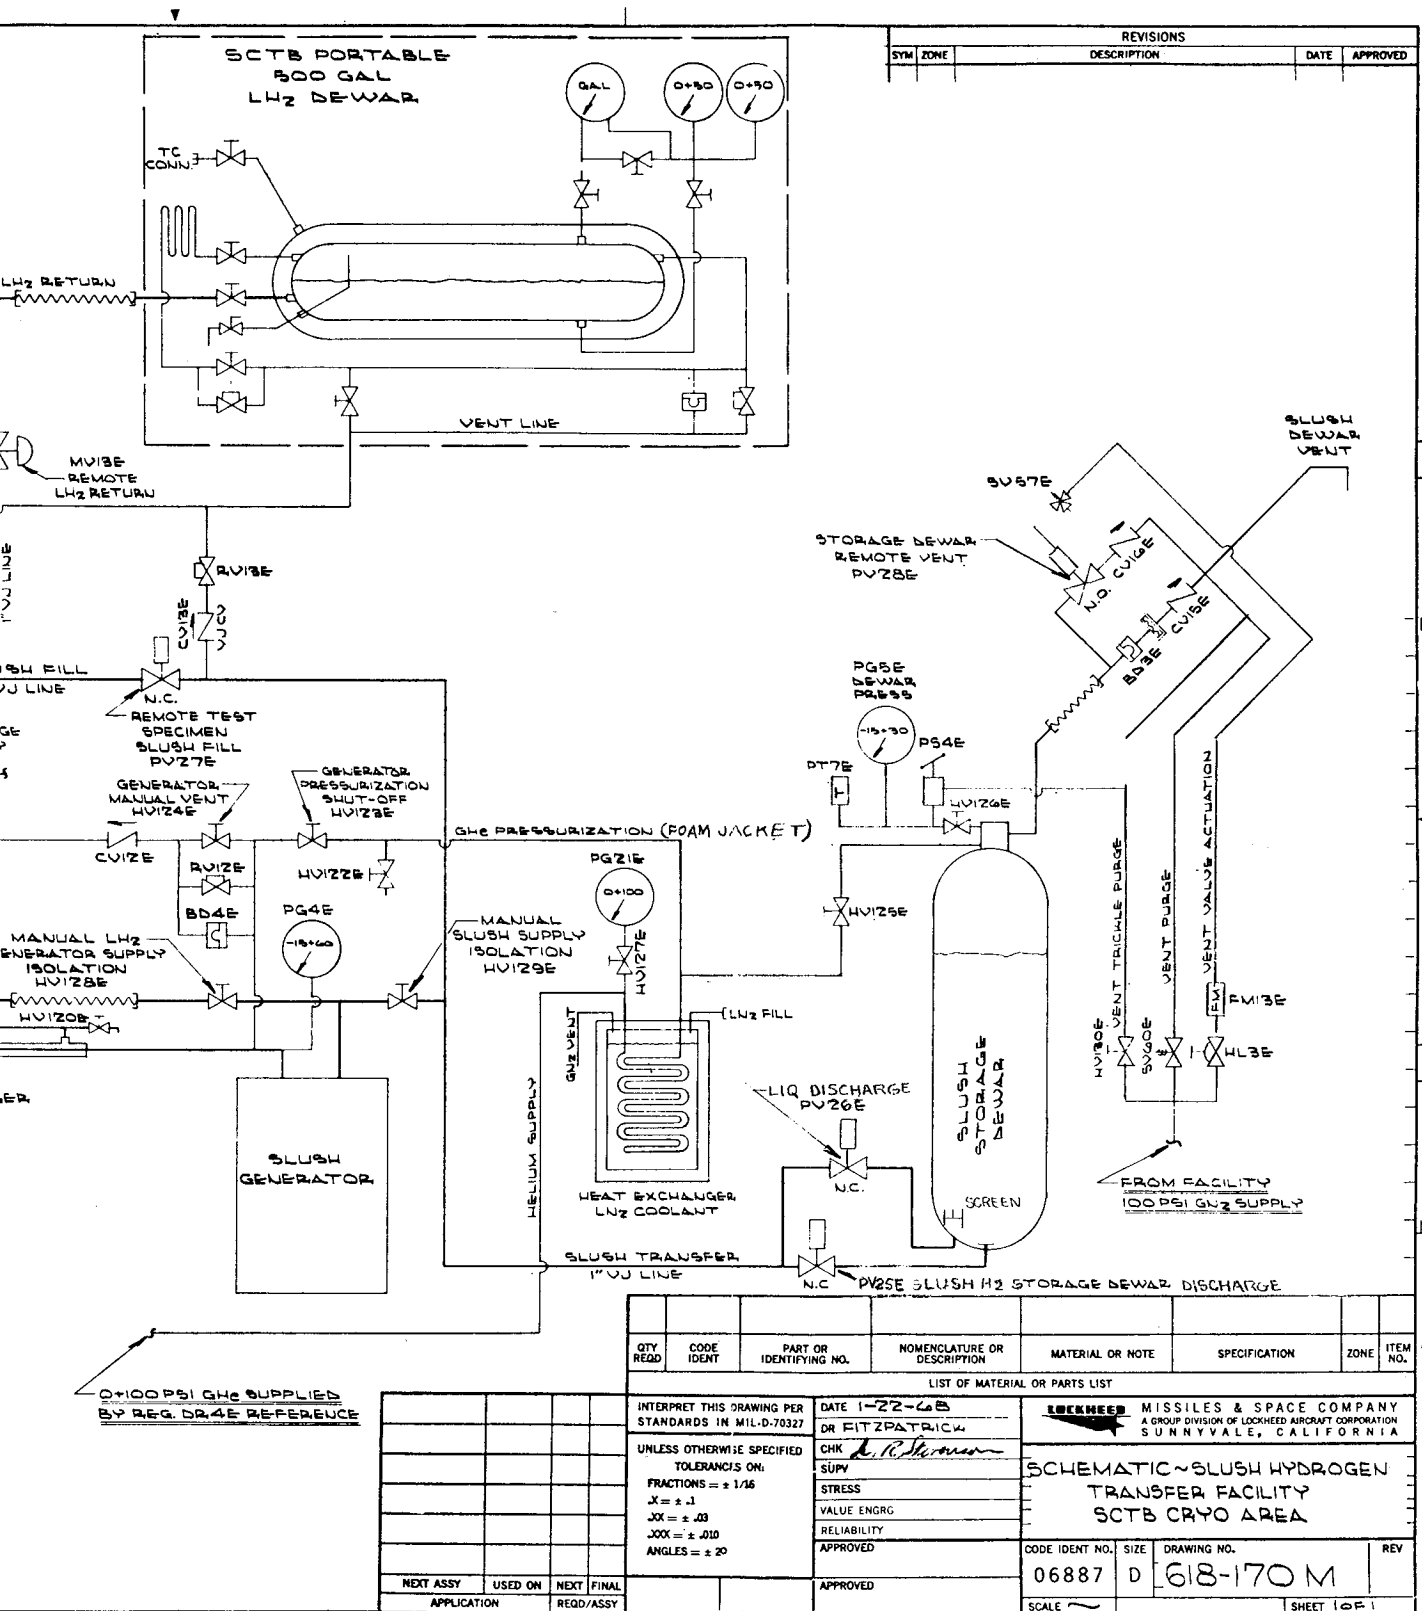 SCTB PORTABLE
500 GAL
LH2 DEWAR
GAL
0+50
0+50
TC
CONN.
LH2 RETURN
VENT LINE
MV13E
REMOTE
LH2 RETURN
1" VJ LINE
RV13E
CV13E
N.C.
REMOTE TEST
SPECIMEN
SLUSH FILL
PV27E
GENERATOR
MANUAL VENT
HV124E
GENERATOR
PRESSURIZATION
SHUT-OFF
HV123E
CV12E
RV12E
BD4E
HV122E
PG4E
-15+60
GHe PRESSURIZATION (FOAM JACKET)
MANUAL LH2
GENERATOR SUPPLY
ISOLATION
HV128E
HV120E
MANUAL
SLUSH SUPPLY
ISOLATION
HV129E
PG21E
0+100
HV127E
GN2 VENT
LN2 FILL
HELIUM SUPPLY
HEAT EXCHANGER
LN2 COOLANT
SLUSH
GENERATOR
SLUSH TRANSFER
1" VJ LINE
0+100 PSI GHe SUPPLIED
BY REG. DR4E REFERENCE
SLUSH
DEWAR
VENT
SV57E
STORAGE DEWAR
REMOTE VENT
PV28E
N.O.
CV16E
CV15E
BD3E
PG5E
DEWAR
PRESS
-15+30
PS4E
PT7E
T
HV126E
HV125E
SLUSH
STORAGE
DEWAR
SCREEN
LIQ DISCHARGE
PV26E
N.C.
N.C
PV25E SLUSH H2 STORAGE DEWAR DISCHARGE
VENT TRICKLE PURGE
VENT PURGE
VENT VALVE ACTUATION
FM
FM13E
HV130E
SV60E
HL3E
FROM FACILITY
100 PSI GN2 SUPPLY
REVISIONS
SYM ZONE DESCRIPTION DATE APPROVED
QTY REQD
CODE IDENT
PART OR IDENTIFYING NO.
NOMENCLATURE OR DESCRIPTION
MATERIAL OR NOTE
SPECIFICATION
ZONE
ITEM NO.
LIST OF MATERIAL OR PARTS LIST
INTERPRET THIS DRAWING PER
STANDARDS IN MIL-D-70327
UNLESS OTHERWISE SPECIFIED
TOLERANCES ON:
FRACTIONS = ± 1/16
.X = ± .1
.XX = ± .03
.XXX = ± .010
ANGLES = ± 2°
DATE 1-22-68
DR FITZPATRICK
CHK
SUPV
STRESS
VALUE ENGRG
RELIABILITY
APPROVED
APPROVED
LOCKHEED MISSILES & SPACE COMPANY
A GROUP DIVISION OF LOCKHEED AIRCRAFT CORPORATION
SUNNYVALE, CALIFORNIA
SCHEMATIC~SLUSH HYDROGEN
TRANSFER FACILITY
SCTB CRYO AREA
CODE IDENT NO. SIZE DRAWING NO. REV
06887 D 618-170 M
SCALE ~ SHEET 1 OF 1
NEXT ASSY USED ON NEXT FINAL
APPLICATION REQD/ASSY